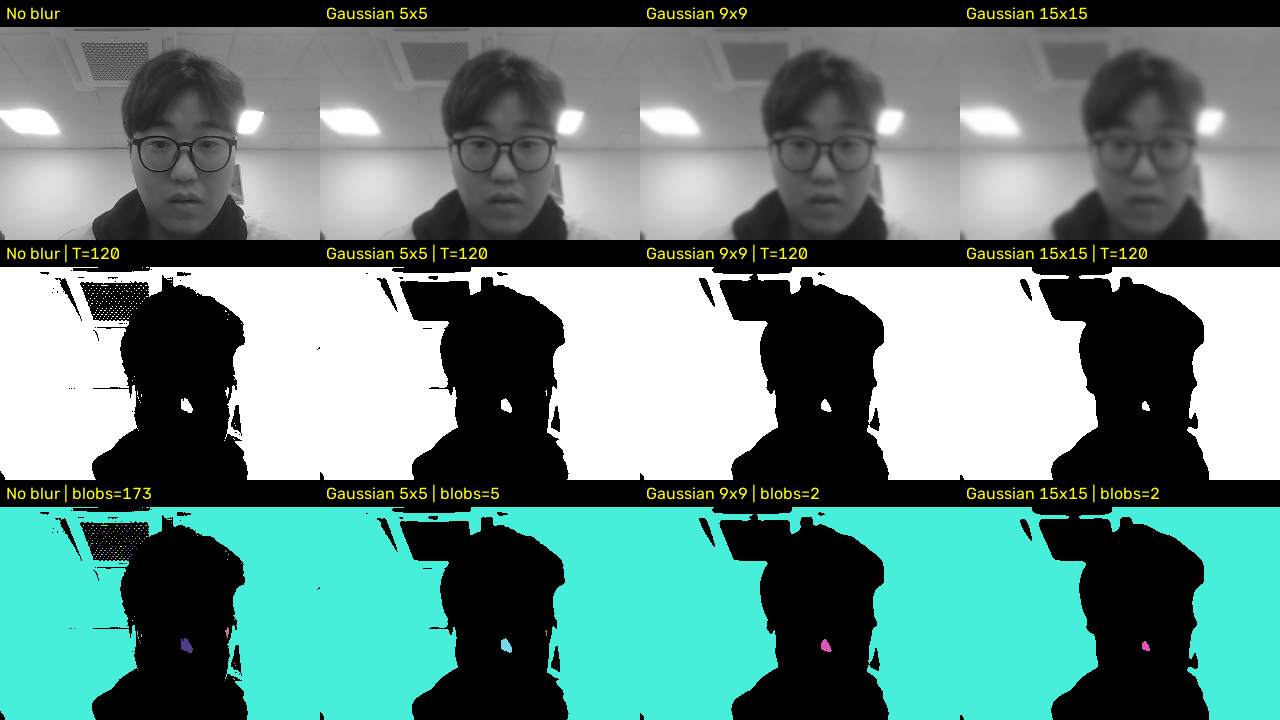 No blur
Gaussian 5x5
Gaussian 9x9
Gaussian 15x15
No blur | T=120
Gaussian 5x5 | T=120
Gaussian 9x9 | T=120
Gaussian 15x15 | T=120
No blur | blobs=173
Gaussian 5x5 | blobs=5
Gaussian 9x9 | blobs=2
Gaussian 15x15 | blobs=2